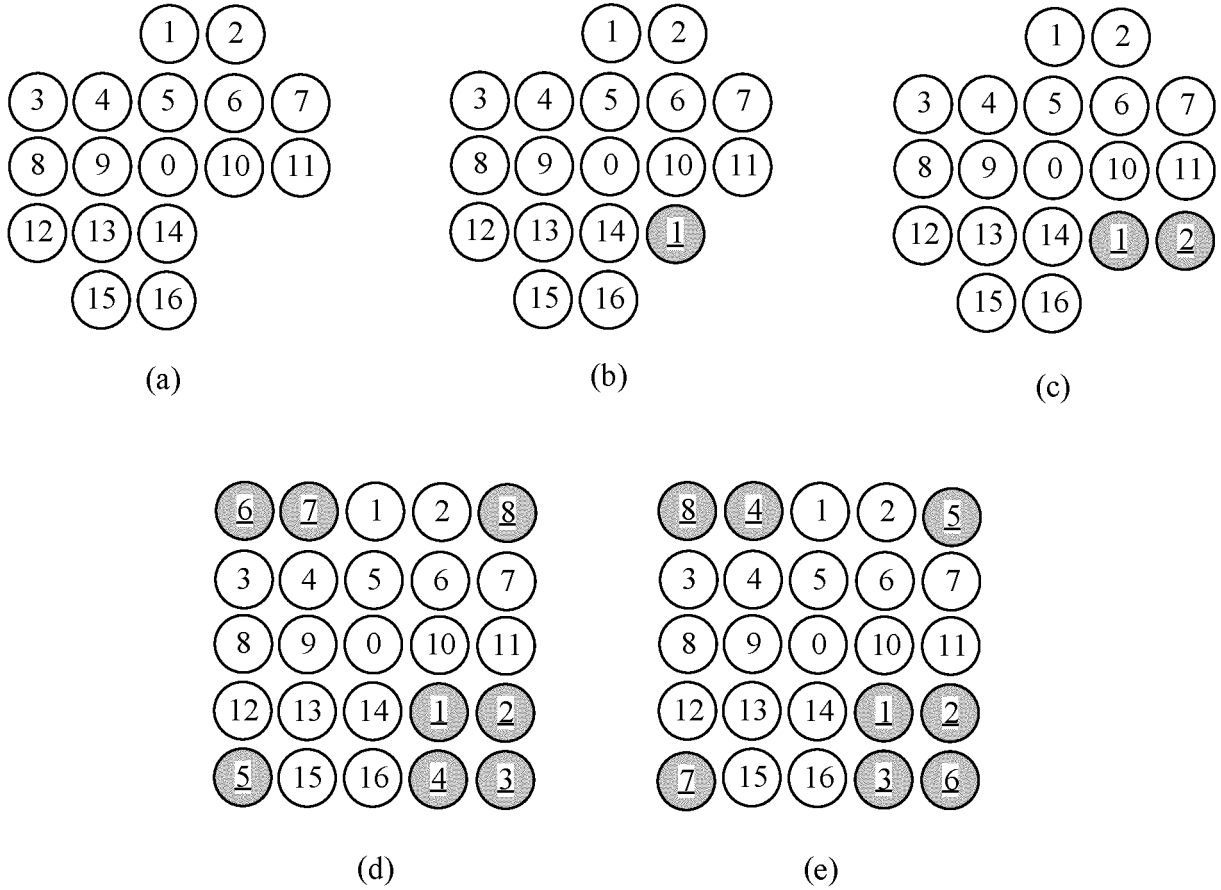 1 2 1 2 1 2
3 4 5 6 7 3 4 5 6 7 3 4 5 6 7
8 9 0 10 11 8 9 0 10 11 8 9 0 10 11
12 13 14 12 13 14 1 12 13 14 1 2
15 16 15 16 15 16
(a) (b) (c)
6 7 1 2 8 8 4 1 2 5
3 4 5 6 7 3 4 5 6 7
8 9 0 10 11 8 9 0 10 11
12 13 14 1 2 12 13 14 1 2
5 15 16 4 3 7 15 16 3 6
(d) (e)